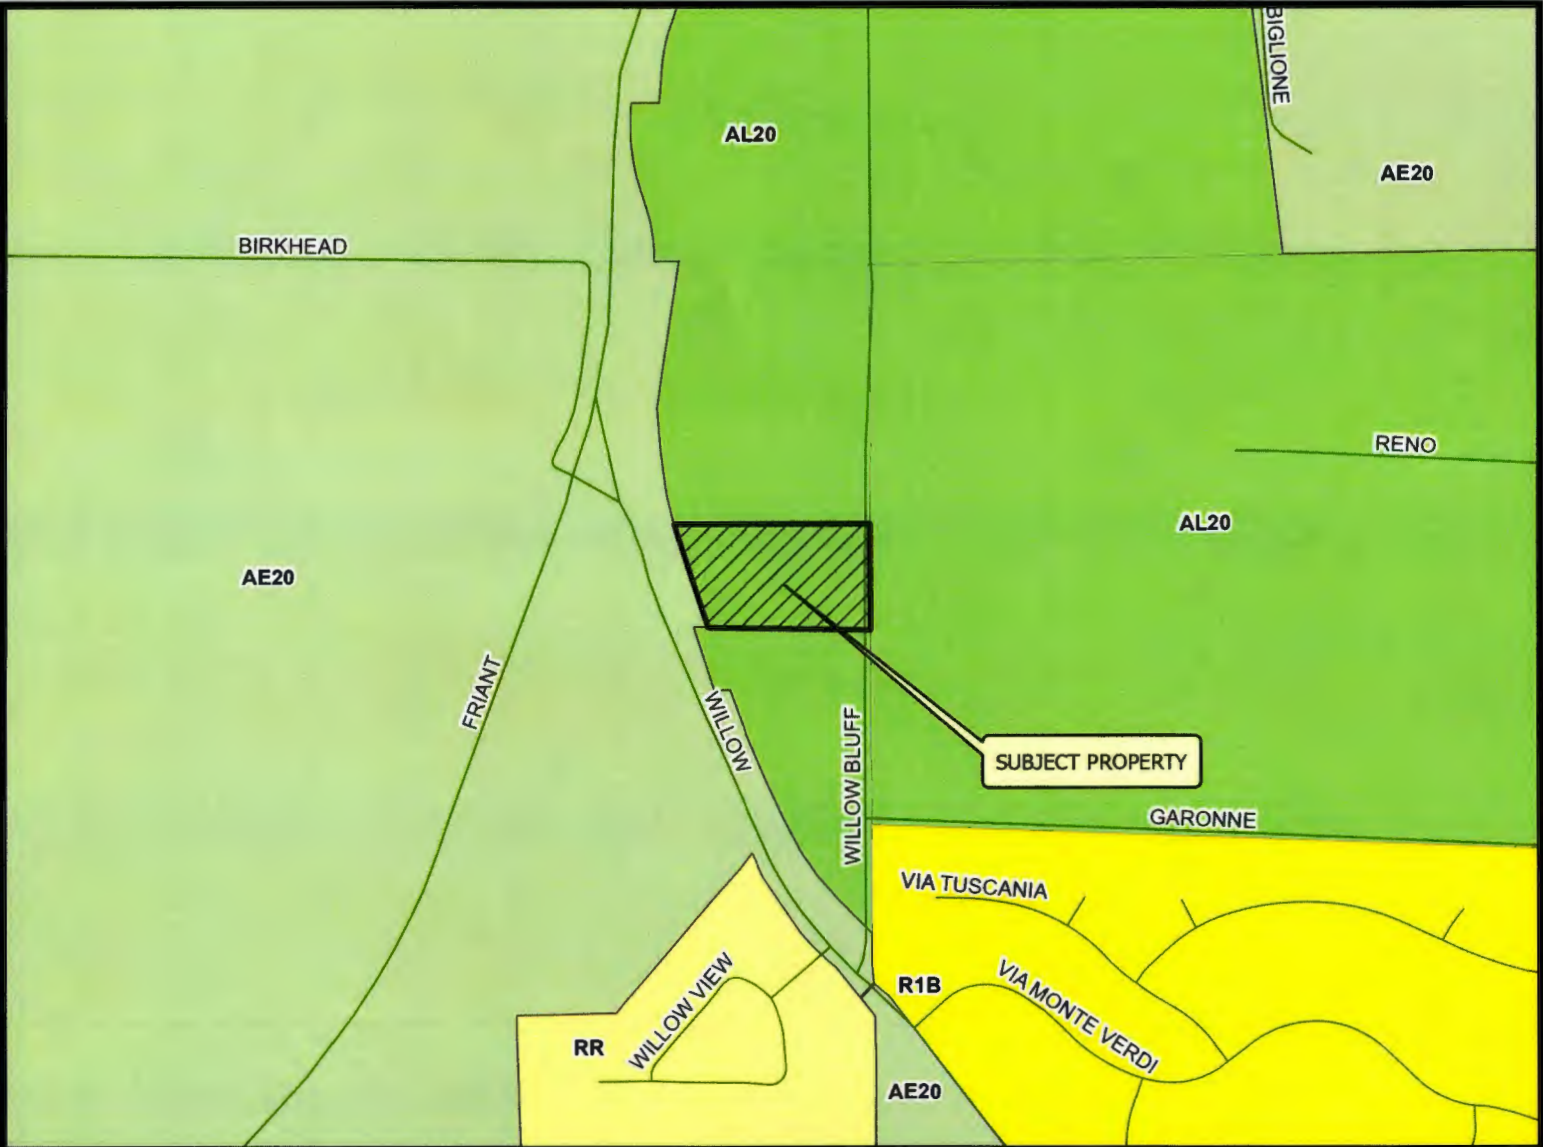 BIGLIONE
AL20
AE20
BIRKHEAD
RENO
AL20
AE20
FRIANT
WILLOW
WILLOW BLUFF
SUBJECT PROPERTY
GARONNE
VIA TUSCANIA
WILLOW VIEW
R1B
VIA MONTE VERDI
RR
AE20